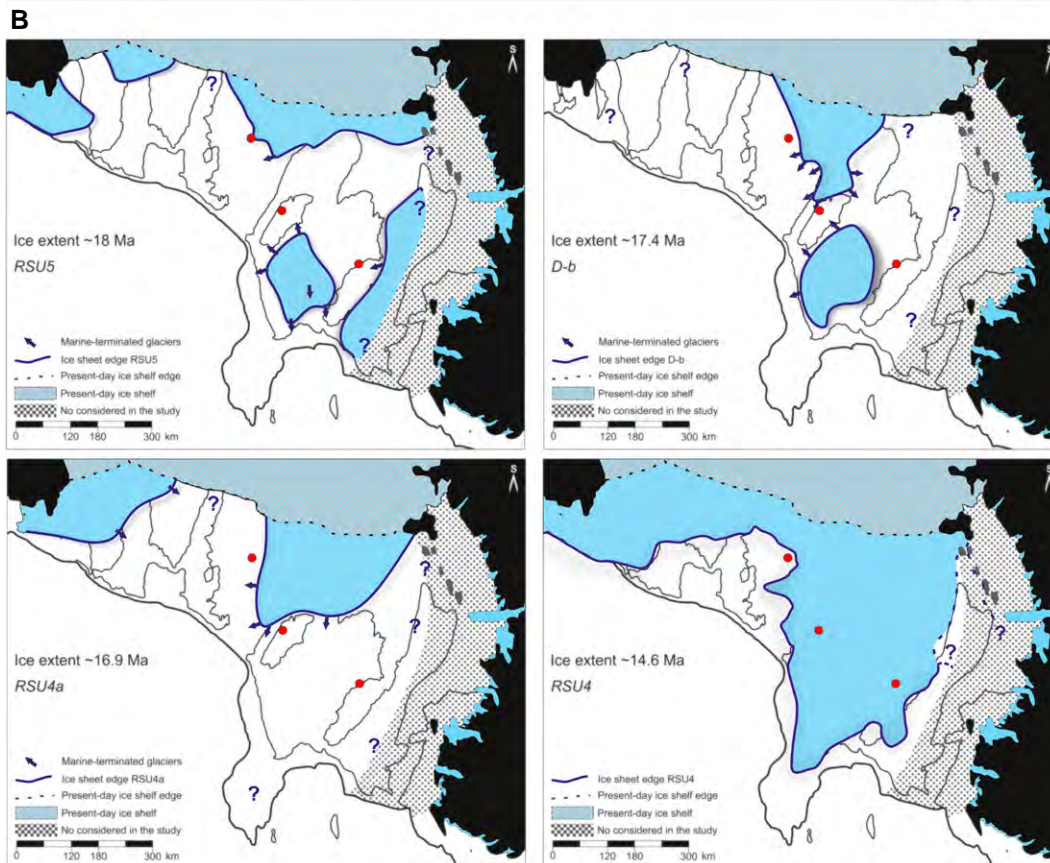 B
S
?
?
?
?
Ice extent ~18 Ma
RSU5
Marine-terminated glaciers
Ice sheet edge RSU5
Present-day ice shelf edge
Present-day ice shelf
No considered in the study
0 120 180 300 km
S
?
?
?
?
?
Ice extent ~17.4 Ma
D-b
Marine-terminated glaciers
Ice sheet edge D-b
Present-day ice shelf edge
Present-day ice shelf
No considered in the study
0 120 180 300 km
S
?
?
?
?
?
Ice extent ~16.9 Ma
RSU4a
Marine-terminated glaciers
Ice sheet edge RSU4a
Present-day ice shelf edge
Present-day ice shelf
No considered in the study
0 120 180 300 km
S
?
?
Ice extent ~14.6 Ma
RSU4
Ice sheet edge RSU4
Present-day ice shelf edge
Present-day ice shelf
No considered in the study
0 120 180 300 km